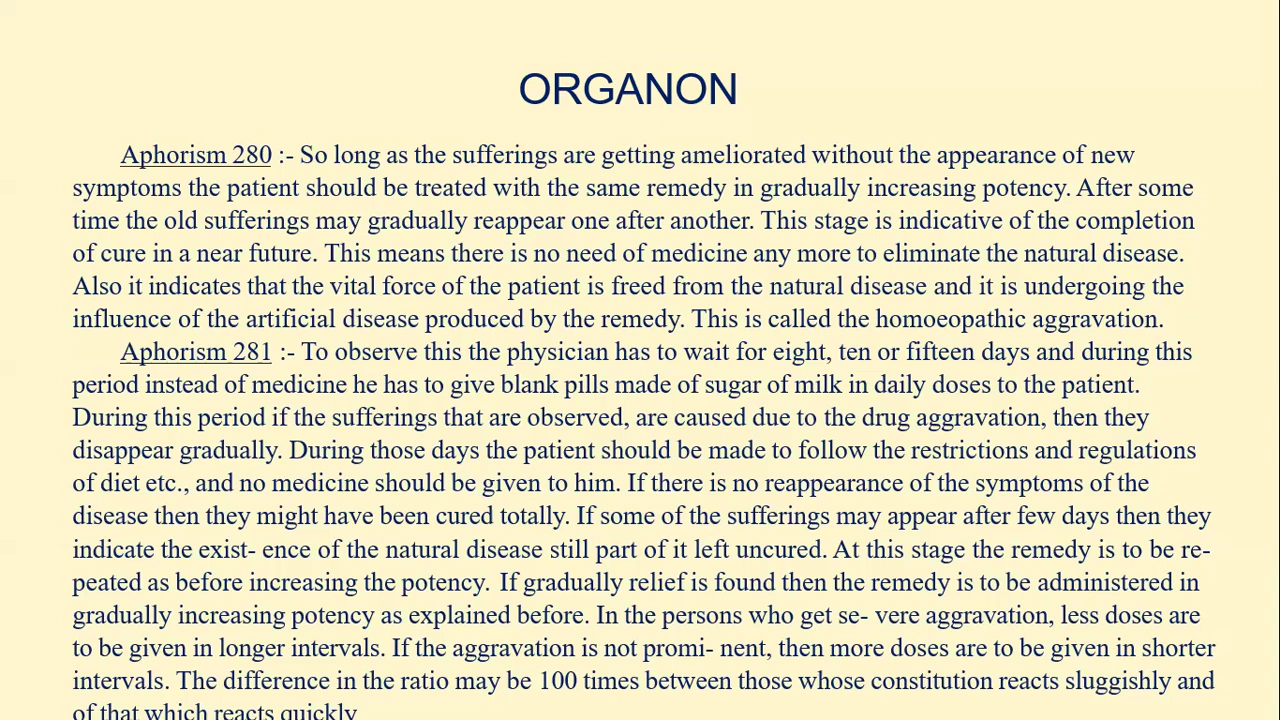 ORGANON
Aphorism 280 :- So long as the sufferings are getting ameliorated without the appearance of new
symptoms the patient should be treated with the same remedy in gradually increasing potency. After some
time the old sufferings may gradually reappear one after another. This stage is indicative of the completion
of cure in a near future. This means there is no need of medicine any more to eliminate the natural disease.
Also it indicates that the vital force of the patient is freed from the natural disease and it is undergoing the
influence of the artificial disease produced by the remedy. This is called the homoeopathic aggravation.
Aphorism 281 :- To observe this the physician has to wait for eight, ten or fifteen days and during this
period instead of medicine he has to give blank pills made of sugar of milk in daily doses to the patient.
During this period if the sufferings that are observed, are caused due to the drug aggravation, then they
disappear gradually. During those days the patient should be made to follow the restrictions and regulations
of diet etc., and no medicine should be given to him. If there is no reappearance of the symptoms of the
disease then they might have been cured totally. If some of the sufferings may appear after few days then they
indicate the exist- ence of the natural disease still part of it left uncured. At this stage the remedy is to be re-
peated as before increasing the potency. If gradually relief is found then the remedy is to be administered in
gradually increasing potency as explained before. In the persons who get se- vere aggravation, less doses are
to be given in longer intervals. If the aggravation is not promi- nent, then more doses are to be given in shorter
intervals. The difference in the ratio may be 100 times between those whose constitution reacts sluggishly and
of that which reacts quickly